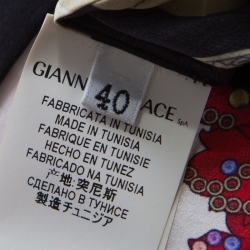 GIANN 40 ACE SpA
FABBRICATA IN TUNISIA
MADE IN TUNISIA
FABRIQUE EN TUNISIE
HECHO EN TUNEZ
FABRICADO NA TUNISIA
产地: 突尼斯
СДЕЛАНО В ТУНИСЕ
製造 チュニジア